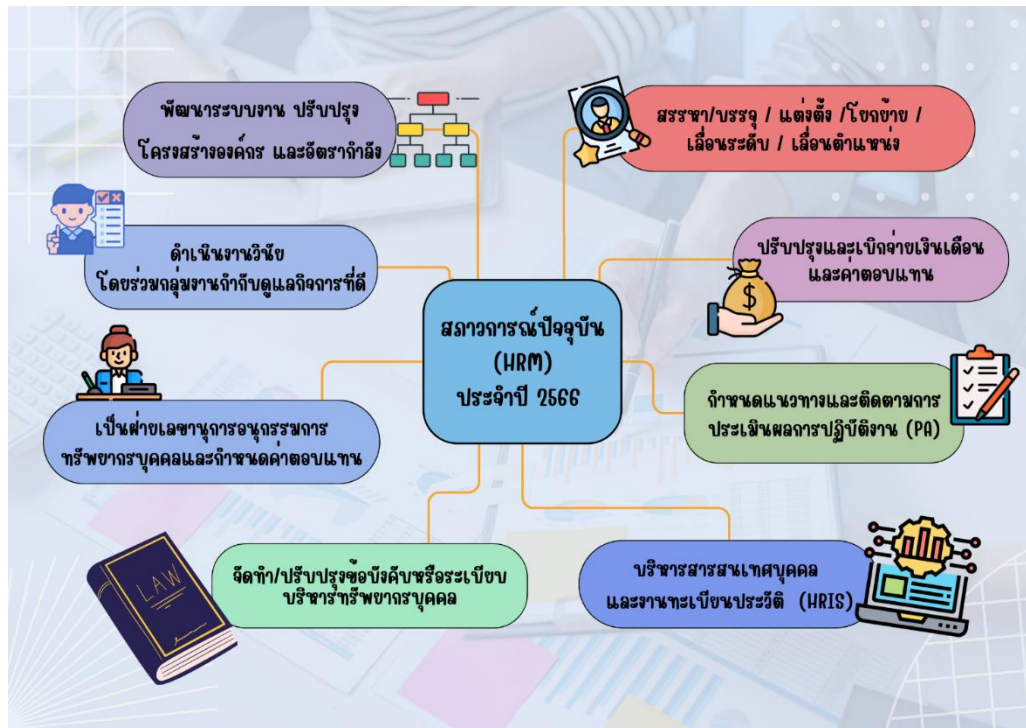 พัฒนาระบบงาน ปรับปรุง
โครงสร้างองค์กร และอัตรากำลัง
สรรหา/บรรจุ / แต่งตั้ง /โยกย้าย /
เลื่อนระดับ / เลื่อนตำแหน่ง
ดำเนินงานวินัย
โดยร่วมกลุ่มงานกำกับดูแลกิจการที่ดี
ปรับปรุงและเบิกจ่ายเงินเดือน
และค่าตอบแทน
สภาวการณ์ปัจจุบัน
(HRM)
ประจำปี 2566
เป็นฝ่ายเลขานุการอนุกรรมการ
ทรัพยากรบุคคลและกำหนดค่าตอบแทน
กำหนดแนวทางและติดตามการ
ประเมินผลการปฏิบัติงาน (PA)
LAW
จัดทำ/ปรับปรุงข้อบังคับหรือระเบียบ
บริหารทรัพยากรบุคคล
บริหารสารสนเทศบุคคล
และงานทะเบียนประวัติ (HRIS)